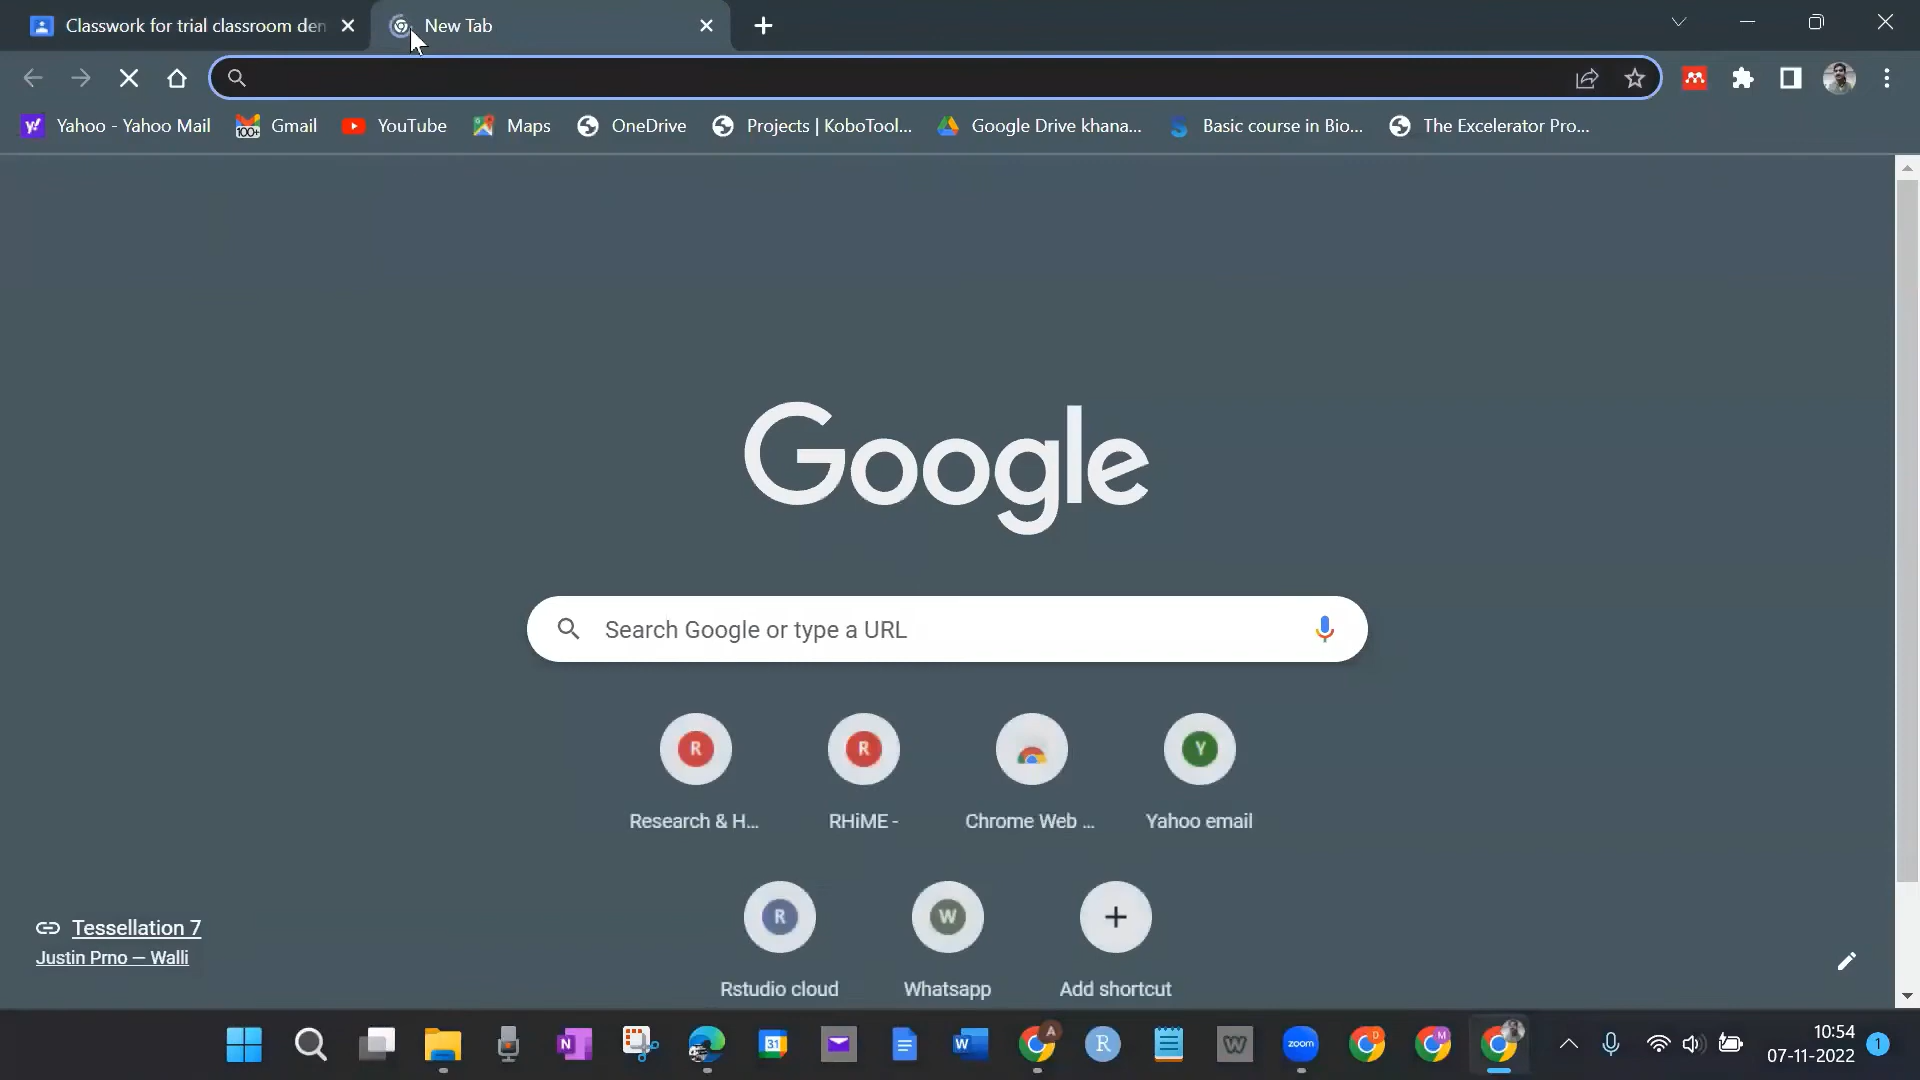 Classwork for trial classroom den
New Tab
Yahoo - Yahoo Mail
Gmail
YouTube
Maps
OneDrive
Projects | KoboTool...
Google Drive khana...
Basic course in Bio...
The Excelerator Pro...
Google
Search Google or type a URL
R
R
Y
Research & H...
RHiME -
Chrome Web ...
Yahoo email
R
W
Rstudio cloud
Whatsapp
Add shortcut
Tessellation 7
Justin Prno — Walli
zoom
10:54
07-11-2022
1